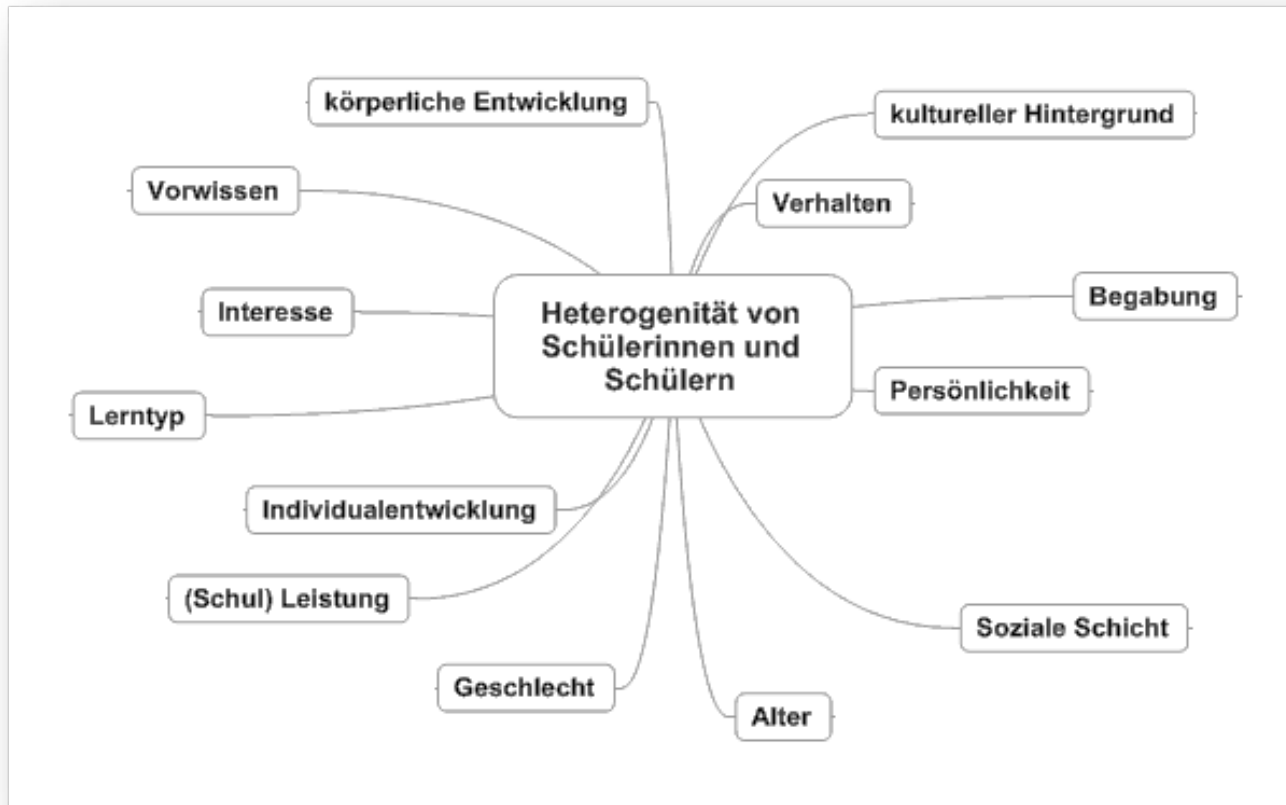 körperliche Entwicklung
kultureller Hintergrund
Vorwissen
Verhalten
Interesse
Heterogenität von
Schülerinnen und
Schülern
Begabung
Persönlichkeit
Lerntyp
Individualentwicklung
(Schul) Leistung
Soziale Schicht
Geschlecht
Alter